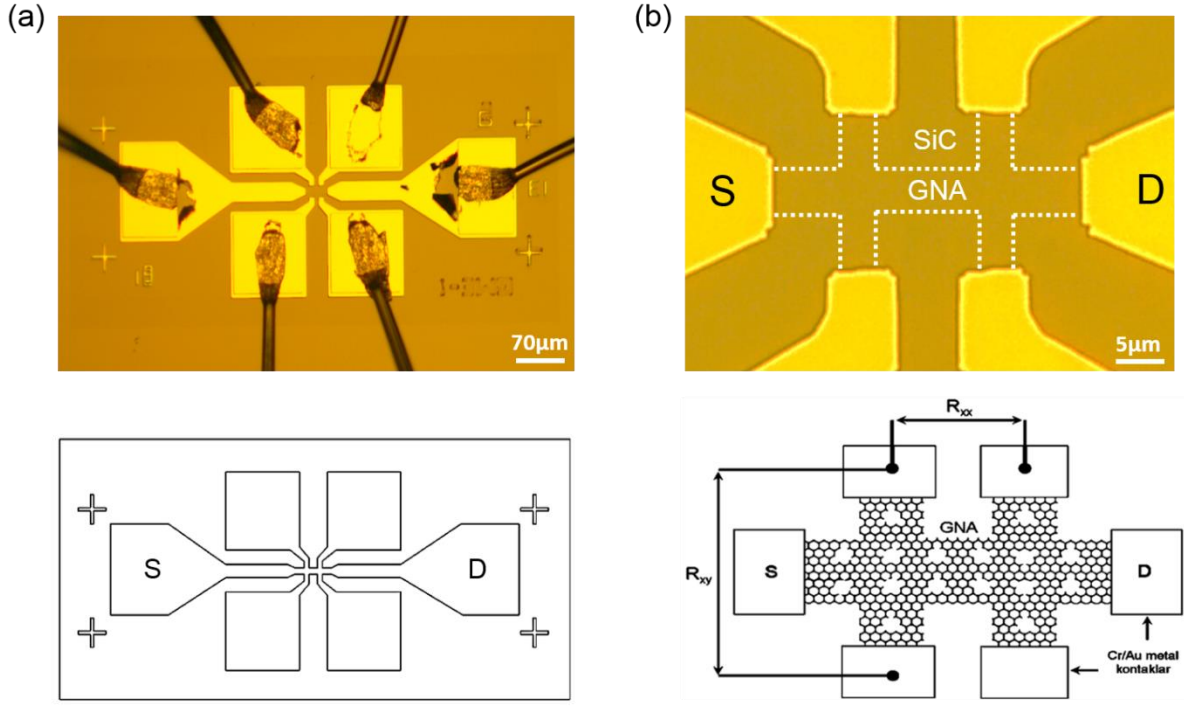 (a)
(b)
70µm
SiC
GNA
S
D
5µm
S
D
Rxx
GNA
Rxy
S
D
Cr/Au metal
kontaklar